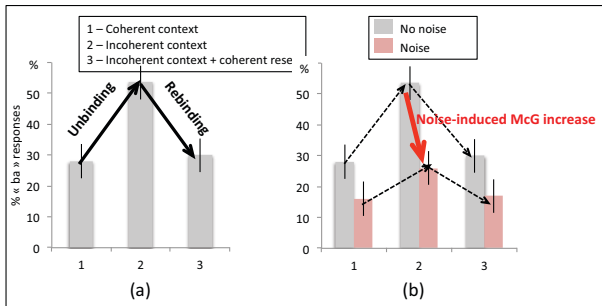 1 – Coherent context
2 – Incoherent context
3 – Incoherent context + coherent rese
No noise
Noise
%
50
40
30
20
10
0
% « ba » responses
Unbinding
Rebinding
1 2 3
(a)
%
50
40
30
20
10
0
Noise-induced McG increase
1 2 3
(b)